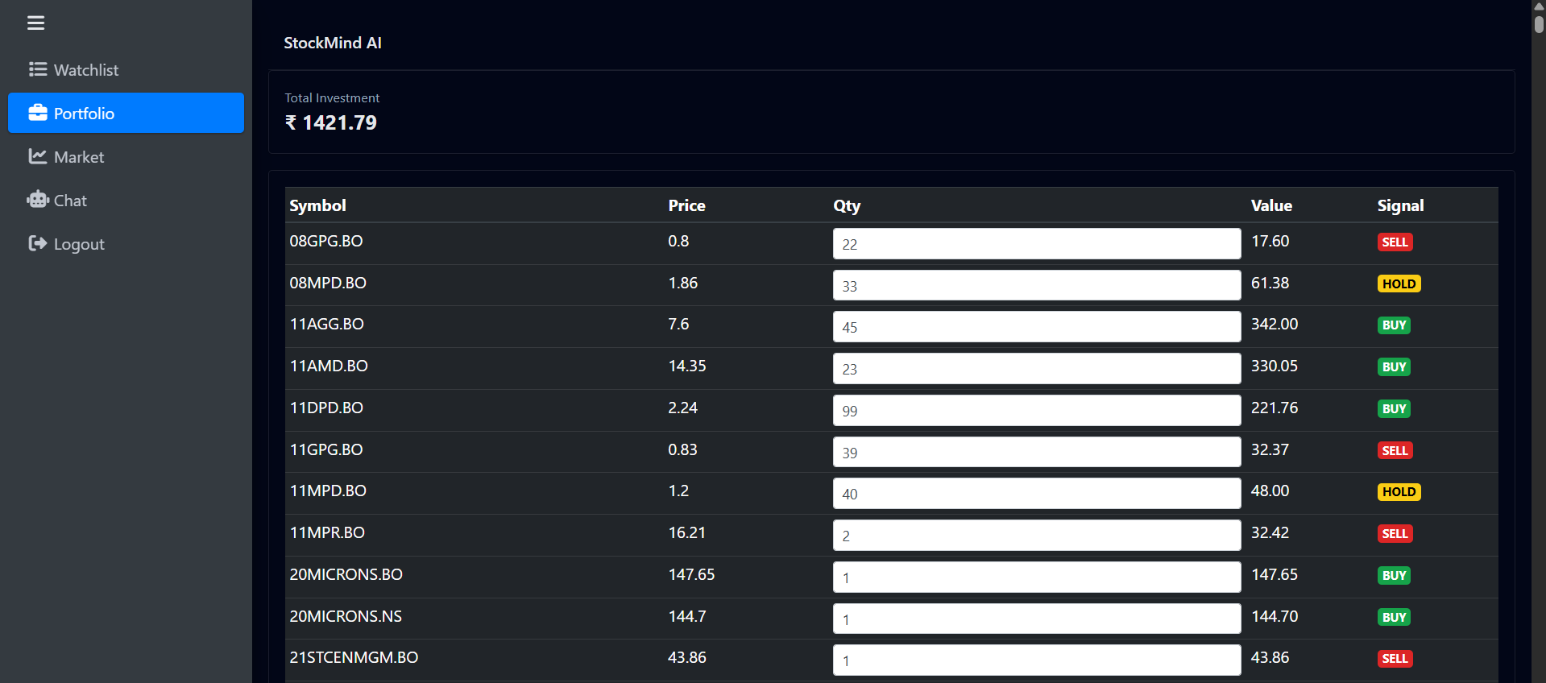 StockMind AI
Watchlist
Portfolio
Market
Chat
Logout
Total Investment
₹ 1421.79
Symbol Price Qty Value Signal
08GPG.BO 0.8 22 17.60 SELL
08MPD.BO 1.86 33 61.38 HOLD
11AGG.BO 7.6 45 342.00 BUY
11AMD.BO 14.35 23 330.05 BUY
11DPD.BO 2.24 99 221.76 BUY
11GPG.BO 0.83 39 32.37 SELL
11MPD.BO 1.2 40 48.00 HOLD
11MPR.BO 16.21 2 32.42 SELL
20MICRONS.BO 147.65 1 147.65 BUY
20MICRONS.NS 144.7 1 144.70 BUY
21STCENMGM.BO 43.86 1 43.86 SELL